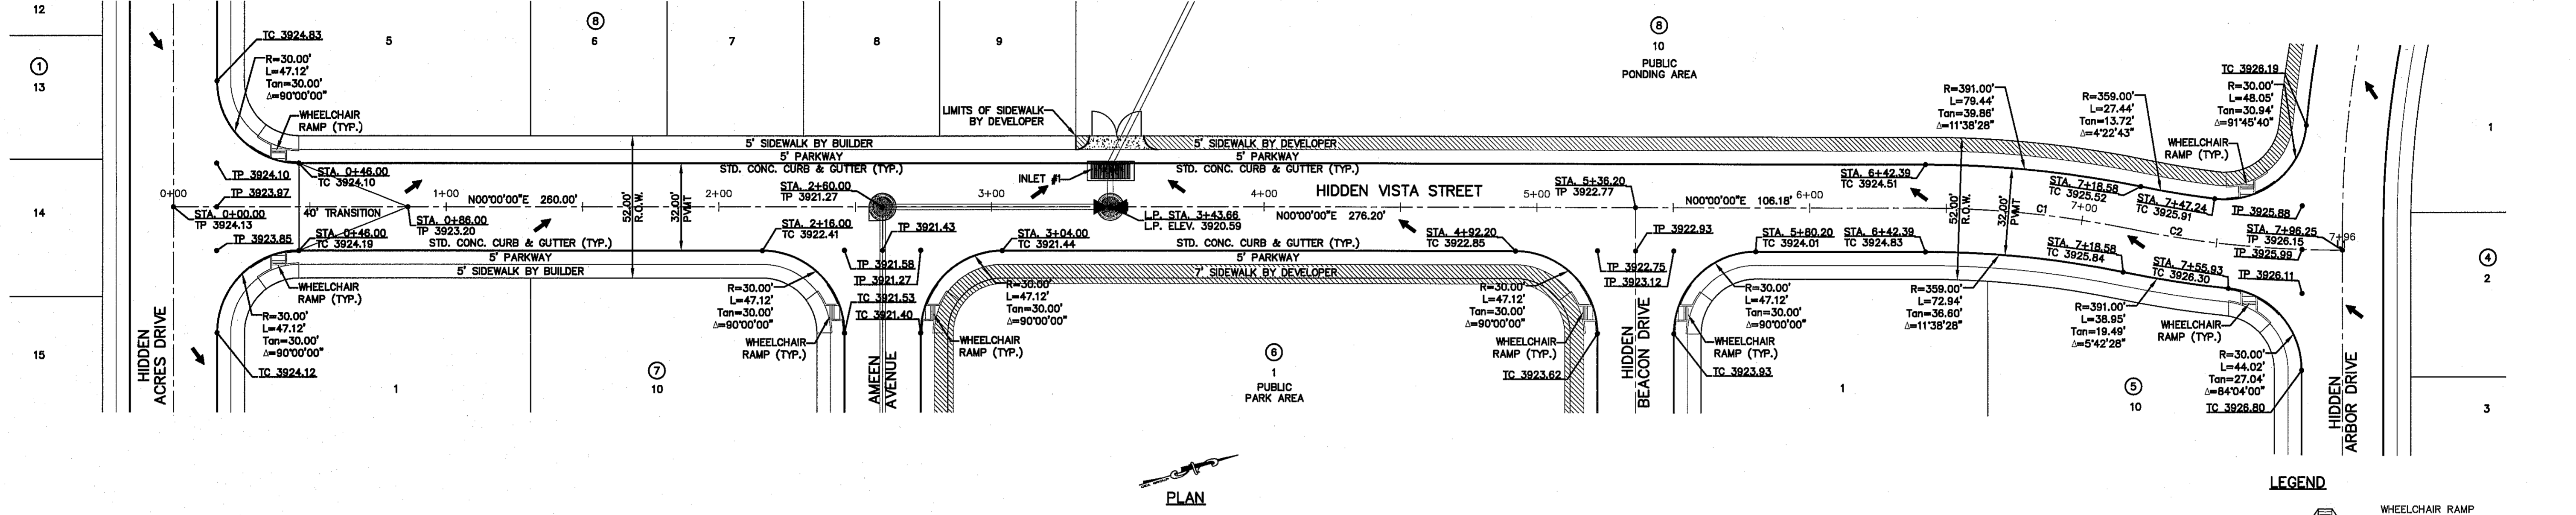 12
1
13
14
15
HIDDEN
ACRES DRIVE
TC 3924.83
R=30.00'
L=47.12'
Tan=30.00'
Δ=90°00'00"
WHEELCHAIR
RAMP (TYP.)
5
8
6
7
8
9
LIMITS OF SIDEWALK
BY DEVELOPER
8
10
PUBLIC
PONDING AREA
R=391.00'
L=79.44'
Tan=39.86'
Δ=11°38'28"
R=359.00'
L=27.44'
Tan=13.72'
Δ=4°22'43"
WHEELCHAIR
RAMP (TYP.)
TC 3926.19
R=30.00'
L=48.05'
Tan=30.94'
Δ=91°45'40"
1
5' SIDEWALK BY BUILDER
5' PARKWAY
STD. CONC. CURB & GUTTER (TYP.)
5' SIDEWALK BY DEVELOPER
5' PARKWAY
STD. CONC. CURB & GUTTER (TYP.)
INLET #1
TP 3924.10
TP 3923.97
0+00
STA. 0+00.00
TP 3924.13
TP 3923.85
STA. 0+46.00
TC 3924.10
40' TRANSITION
STA. 0+46.00
TC 3924.19
1+00
STA. 0+86.00
TP 3923.20
N00°00'00"E 260.00'
52.00'
R.O.W.
32.00'
PVMT
2+00
STA. 2+60.00
TP 3921.27
3+00
L.P. STA. 3+43.66
L.P. ELEV. 3920.59
4+00
HIDDEN VISTA STREET
N00°00'00"E 276.20'
5+00
STA. 5+36.20
TP 3922.77
N00°00'00"E 106.18'
6+00
STA. 6+42.39
TC 3924.51
52.00'
R.O.W.
32.00'
PVMT
C1
7+00
C2
STA. 7+18.58
TC 3925.52
STA. 7+47.24
TC 3925.91
TP 3925.88
STA. 7+96.25
TP 3926.15
7+96
TP 3925.99
TP 3926.11
STD. CONC. CURB & GUTTER (TYP.)
5' PARKWAY
5' SIDEWALK BY BUILDER
STA. 2+16.00
TC 3922.41
TP 3921.43
TP 3921.58
TP 3921.27
TC 3921.53
TC 3921.40
STA. 3+04.00
TC 3921.44
STD. CONC. CURB & GUTTER (TYP.)
5' PARKWAY
7' SIDEWALK BY DEVELOPER
STA. 4+92.20
TC 3922.85
TP 3922.93
TP 3922.75
TP 3923.12
STA. 5+80.20
TC 3924.01
STA. 6+42.39
TC 3924.83
STA. 7+18.58
TC 3925.84
STA. 7+55.93
TC 3926.30
WHEELCHAIR
RAMP (TYP.)
R=30.00'
L=47.12'
Tan=30.00'
Δ=90°00'00"
TC 3924.12
1
7
10
R=30.00'
L=47.12'
Tan=30.00'
Δ=90°00'00"
WHEELCHAIR
RAMP (TYP.)
AMEEN
AVENUE
R=30.00'
L=47.12'
Tan=30.00'
Δ=90°00'00"
WHEELCHAIR
RAMP (TYP.)
6
1
PUBLIC
PARK AREA
R=30.00'
L=47.12'
Tan=30.00'
Δ=90°00'00"
WHEELCHAIR
RAMP (TYP.)
TC 3923.62
HIDDEN
BEACON DRIVE
R=30.00'
L=47.12'
Tan=30.00'
Δ=90°00'00"
WHEELCHAIR
RAMP (TYP.)
TC 3923.93
1
R=359.00'
L=72.94'
Tan=36.60'
Δ=11°38'28"
R=391.00'
L=38.95'
Tan=19.49'
Δ=5°42'28"
WHEELCHAIR
RAMP (TYP.)
5
10
R=30.00'
L=44.02'
Tan=27.04'
Δ=84°04'00"
TC 3926.80
HIDDEN
ARBOR DRIVE
4
2
3
PLAN
LEGEND
WHEELCHAIR RAMP